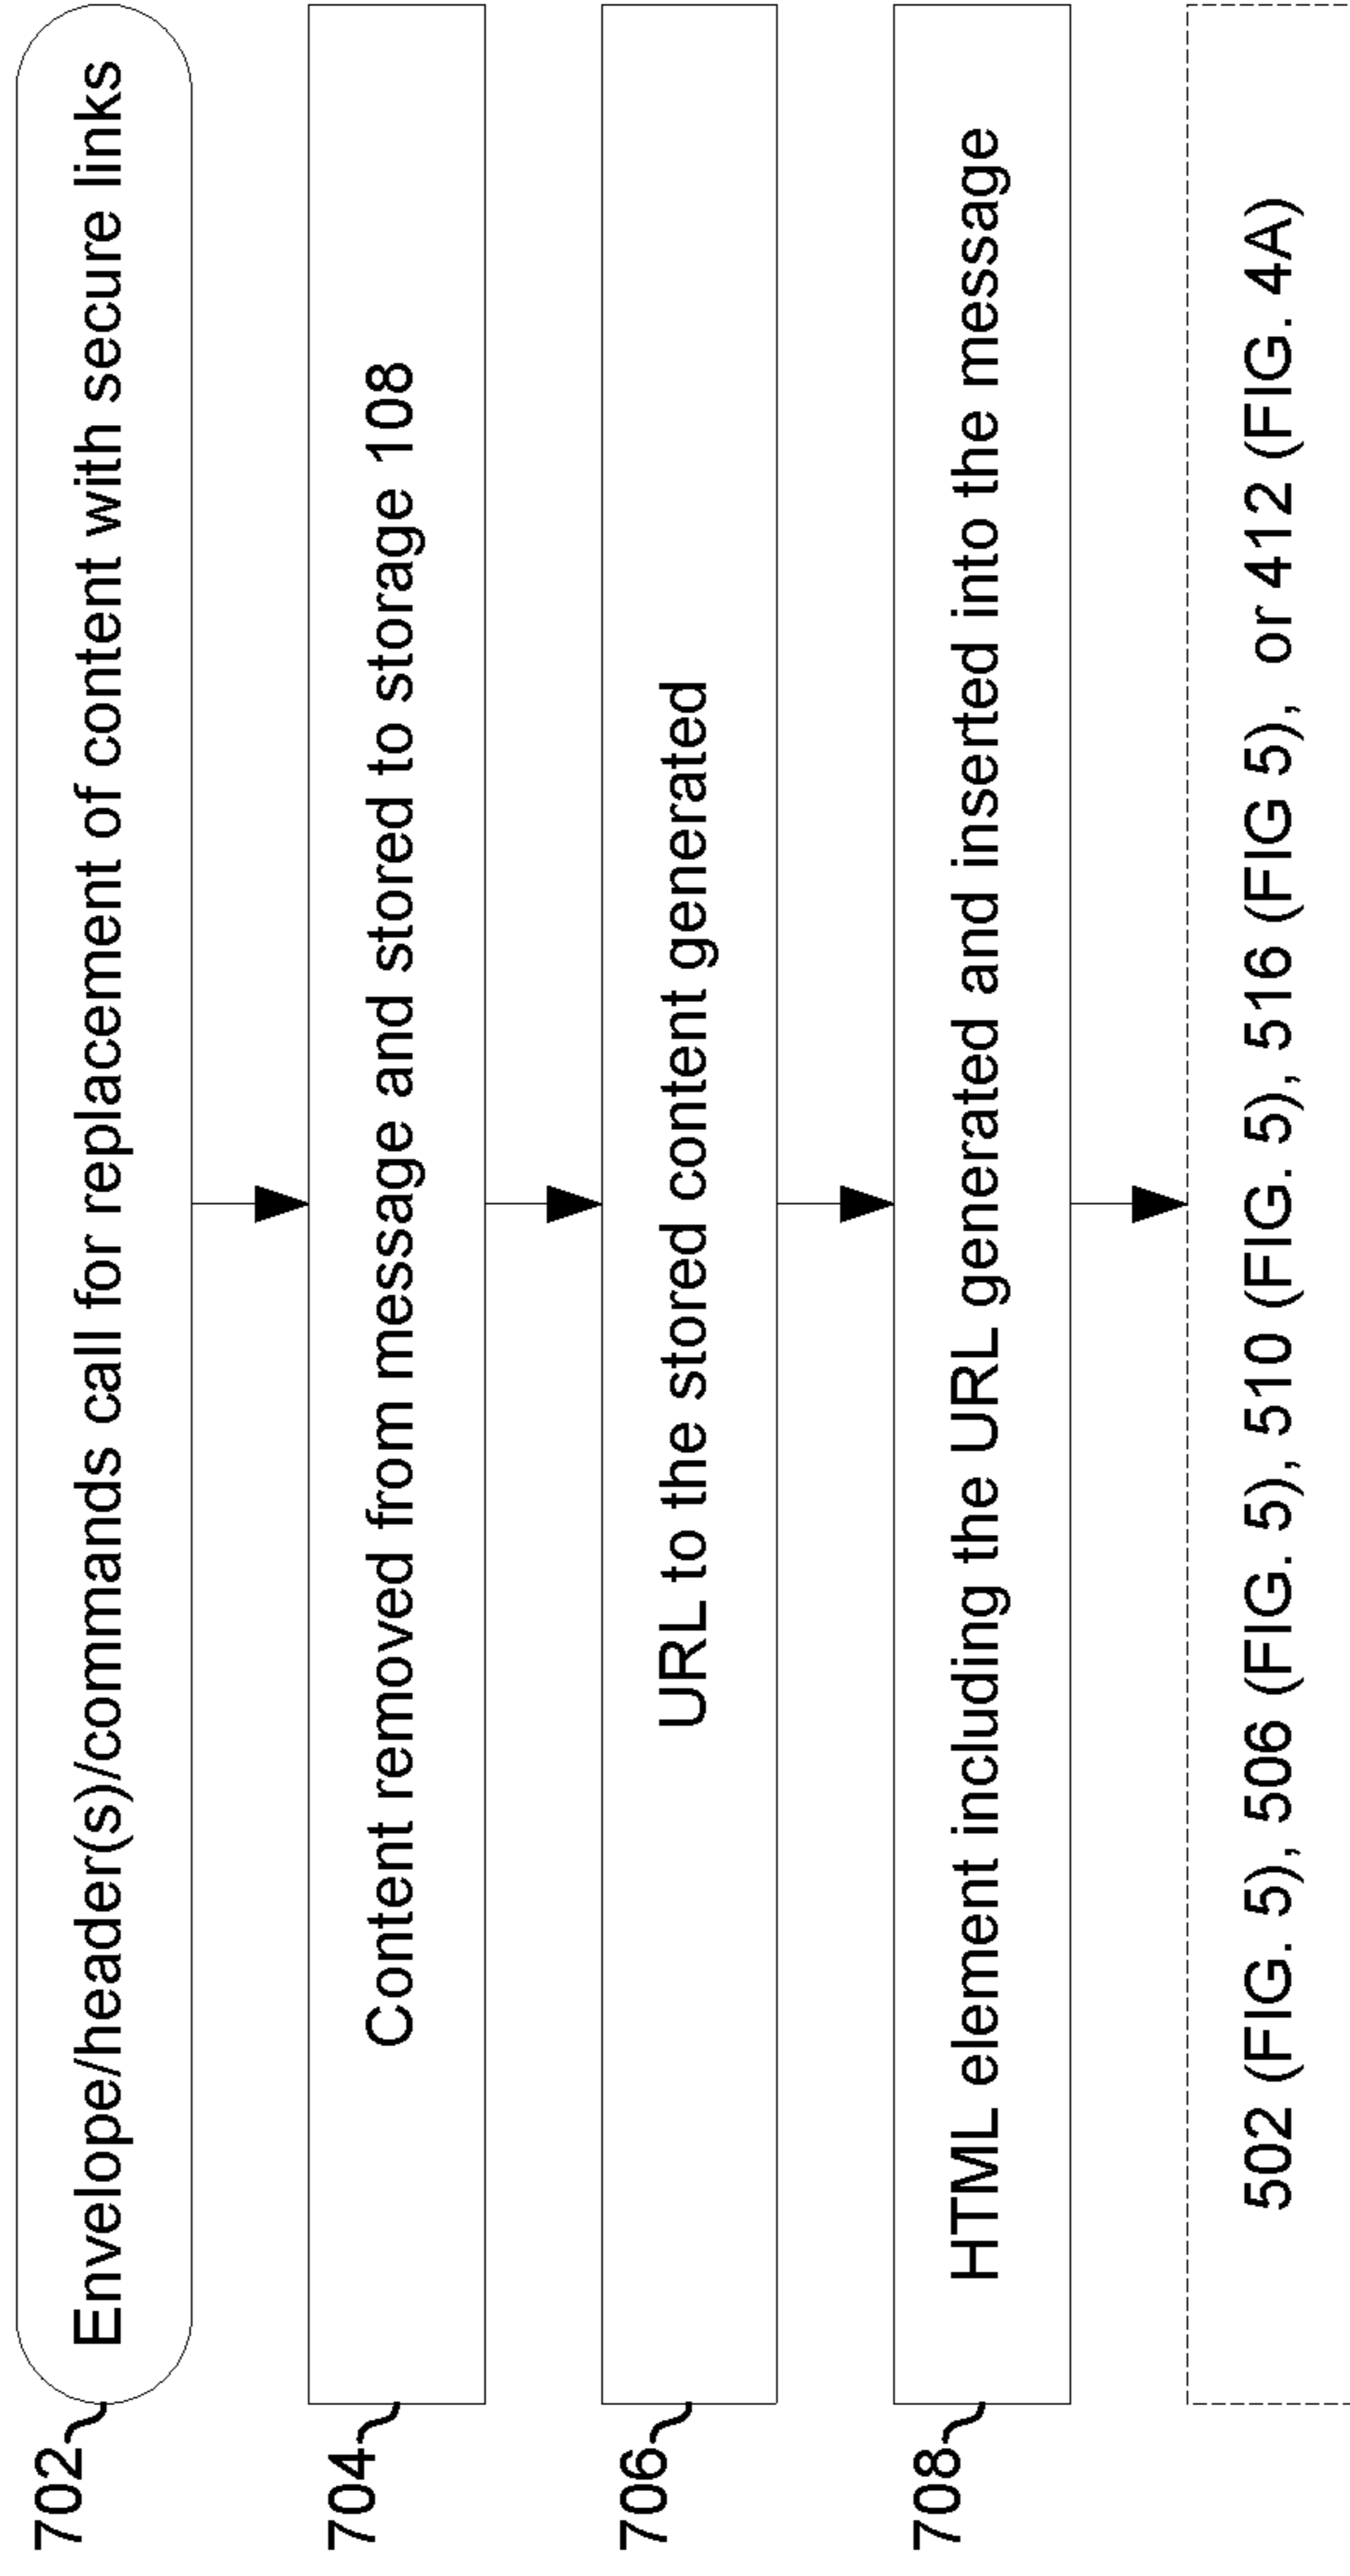 702
Envelope/header(s)/commands call for replacement of content with secure links
704
Content removed from message and stored to storage 108
706
URL to the stored content generated
708
HTML element including the URL generated and inserted into the message
502 (FIG. 5), 506 (FIG. 5), 510 (FIG. 5), 516 (FIG 5), or 412 (FIG. 4A)